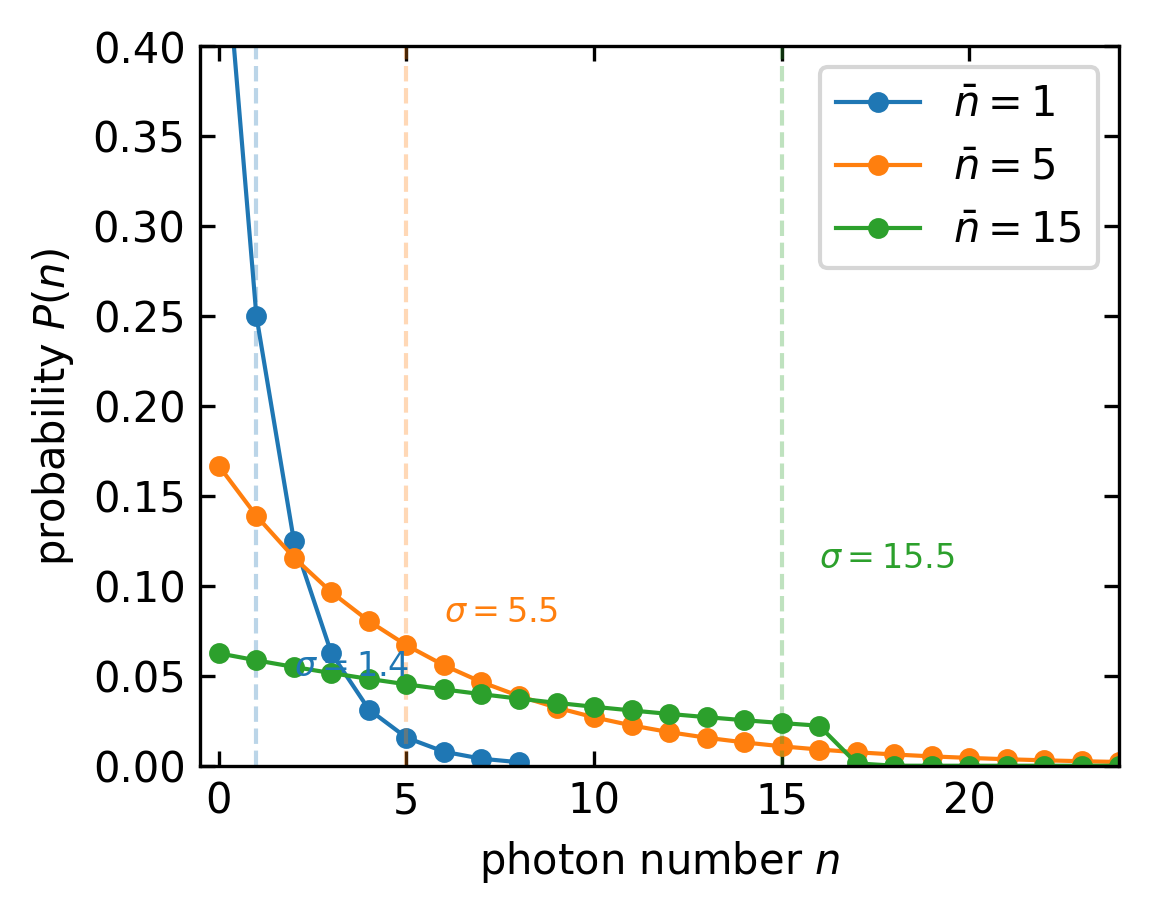 0.40
0.35
0.30
0.25
0.20
0.15
0.10
0.05
0.00
probability P(n)
n̄ = 1
n̄ = 5
n̄ = 15
σ = 15.5
σ = 5.5
σ = 1.4
0 5 10 15 20
photon number n